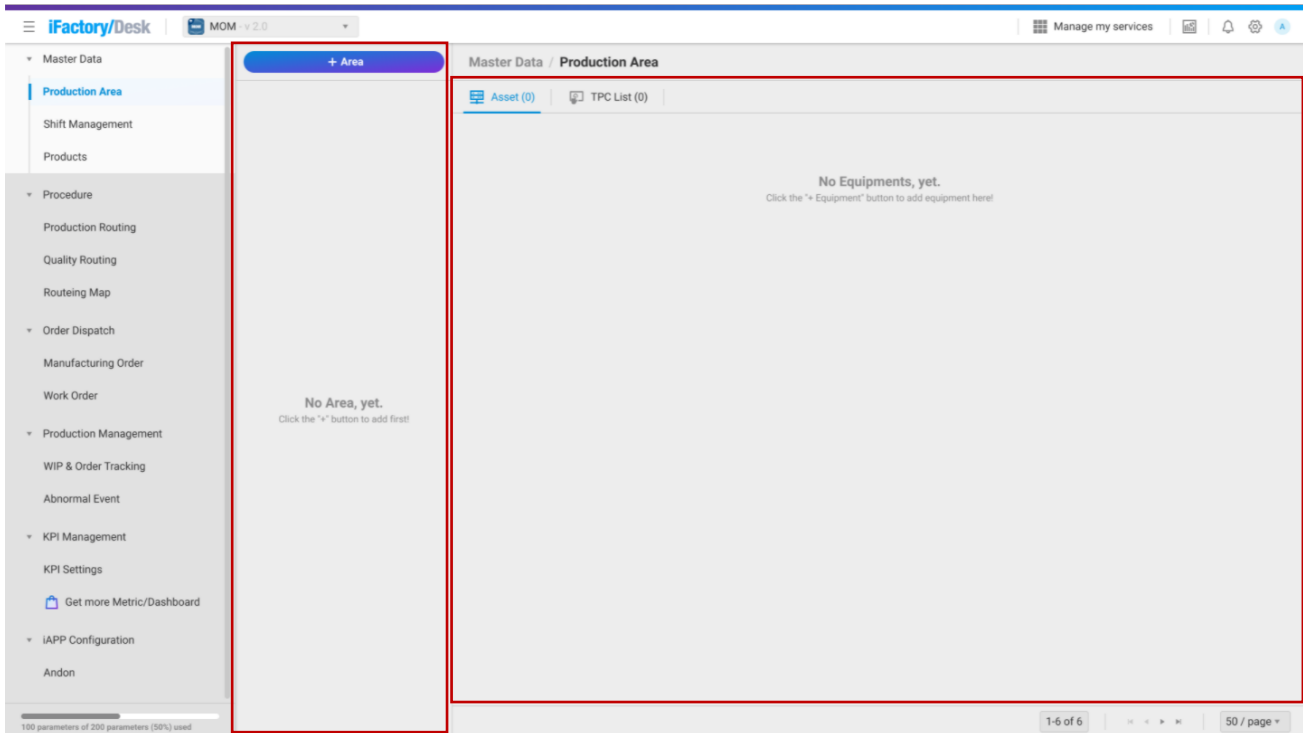 iFactory/Desk
MOM - v 2.0
Manage my services
A
Master Data
Production Area
Shift Management
Products
Procedure
Production Routing
Quality Routing
Routeing Map
Order Dispatch
Manufacturing Order
Work Order
Production Management
WIP & Order Tracking
Abnormal Event
KPI Management
KPI Settings
Get more Metric/Dashboard
iAPP Configuration
Andon
100 parameters of 200 parameters (50%) used
+ Area
No Area, yet.
Click the "+" button to add first!
Master Data / Production Area
Asset (0)
TPC List (0)
No Equipments, yet.
Click the "+ Equipment" button to add equipment here!
1-6 of 6
50 / page